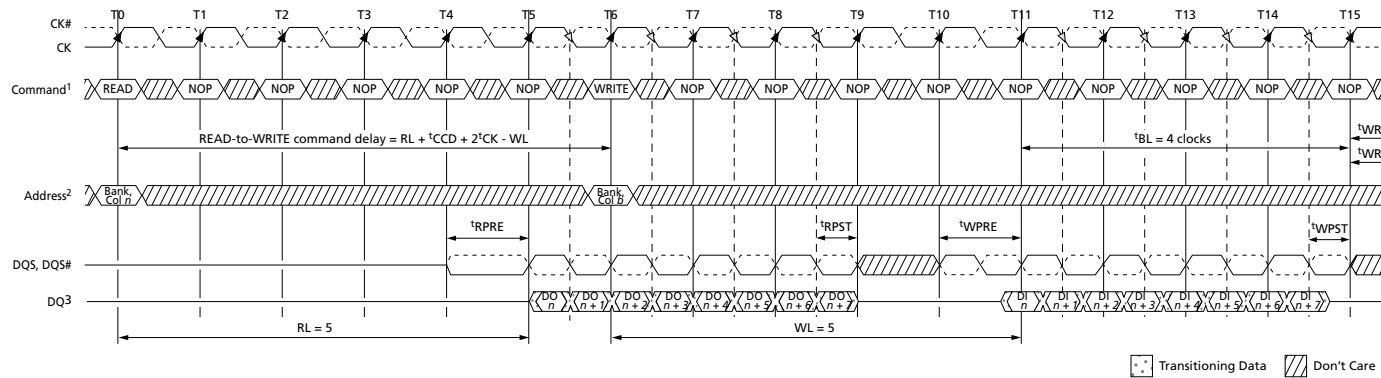 T0 T1 T2 T3 T4 T5 T6 T7 T8 T9 T10 T11 T12 T13 T14 T15
CK#
CK
Command¹ READ NOP NOP NOP NOP NOP WRITE NOP NOP NOP NOP NOP NOP NOP NOP NOP
READ-to-WRITE command delay = RL + ᵗCCD + 2ᵗCK - WL ᵗBL = 4 clocks ᵗWR
ᵗWR
Address² Bank, Col n Bank, Col b
ᵗRPRE ᵗRPST ᵗWPRE ᵗWPST
DQS, DQS#
DQ³ DO n DO n + 1 DO n + 2 DO n + 3 DO n + 4 DO n + 5 DO n + 6 DO n + 7 DI n DI n + 1 DI n + 2 DI n + 3 DI n + 4 DI n + 5 DI n + 6 DI n + 7
RL = 5 WL = 5
Transitioning Data Don't Care